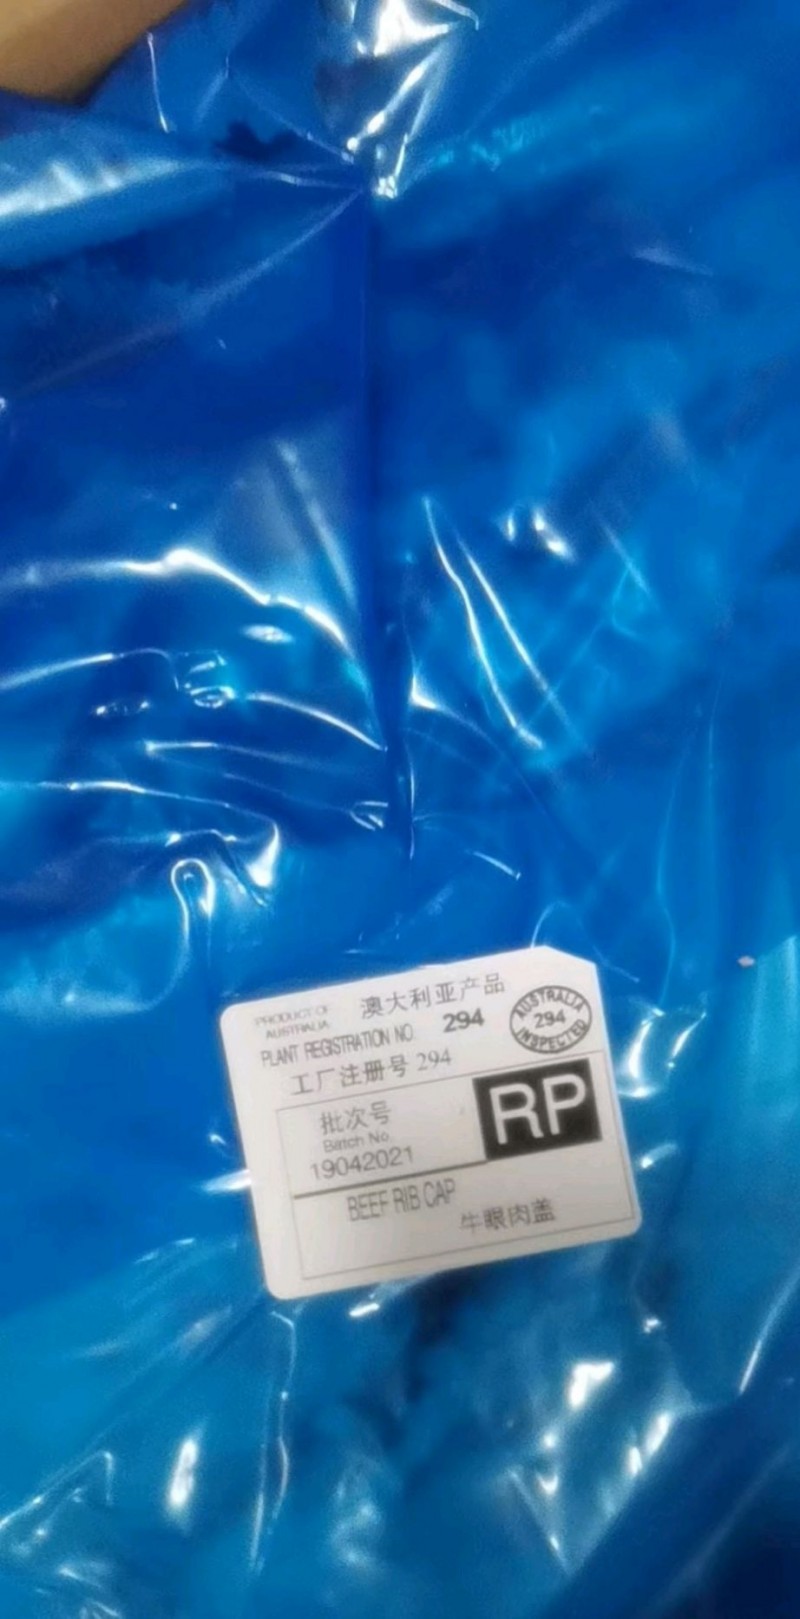 PRODUCT OF
AUSTRALIA
澳大利亚产品
PLANT REGISTRATION NO. 294
工厂注册号 294
AUSTRALIA
294
INSPECTED
批次号
Batch No.
19042021
RP
BEEF RIB CAP
牛眼肉盖